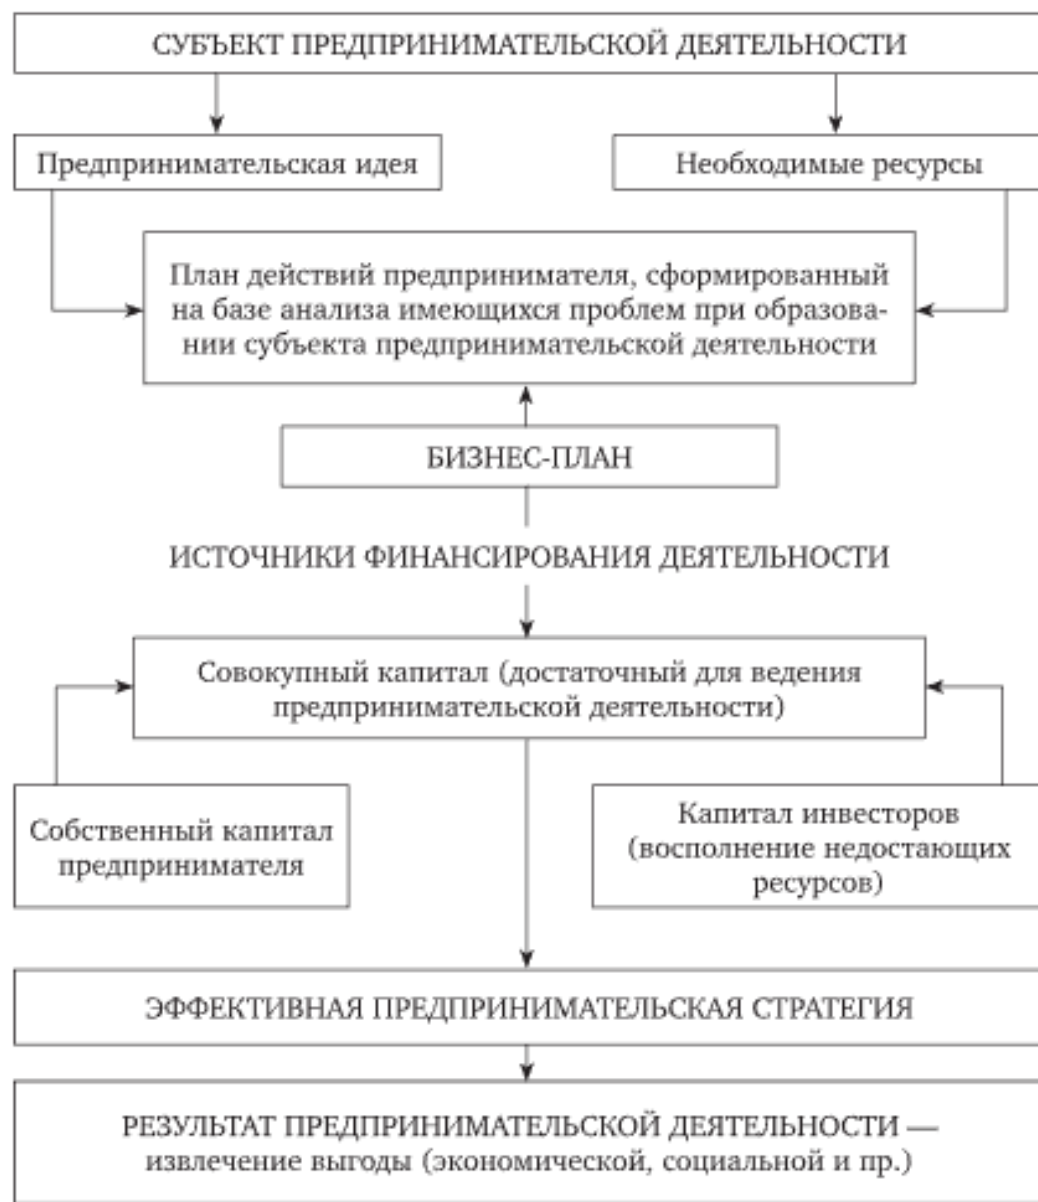 СУБЪЕКТ ПРЕДПРИНИМАТЕЛЬСКОЙ ДЕЯТЕЛЬНОСТИ
Предпринимательская идея
Необходимые ресурсы
План действий предпринимателя, сформированный
на базе анализа имеющихся проблем при образова-
нии субъекта предпринимательской деятельности
БИЗНЕС-ПЛАН
ИСТОЧНИКИ ФИНАНСИРОВАНИЯ ДЕЯТЕЛЬНОСТИ
Совокупный капитал (достаточный для ведения
предпринимательской деятельности)
Собственный капитал
предпринимателя
Капитал инвесторов
(восполнение недостающих
ресурсов)
ЭФФЕКТИВНАЯ ПРЕДПРИНИМАТЕЛЬСКАЯ СТРАТЕГИЯ
РЕЗУЛЬТАТ ПРЕДПРИНИМАТЕЛЬСКОЙ ДЕЯТЕЛЬНОСТИ —
извлечение выгоды (экономической, социальной и пр.)